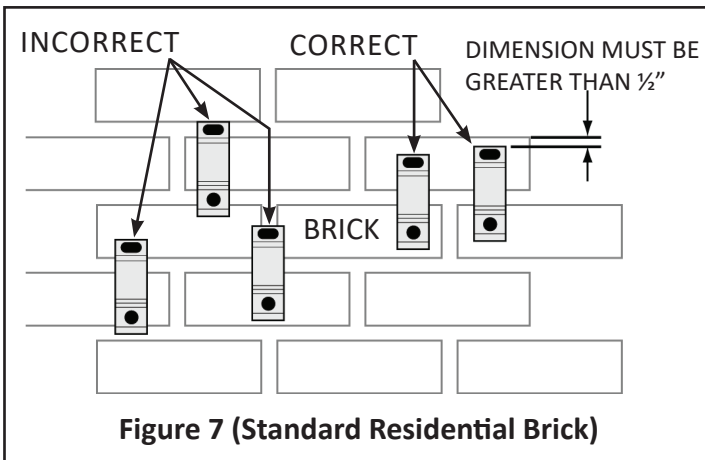 INCORRECT
CORRECT
DIMENSION MUST BE
GREATER THAN ½”
BRICK
Figure 7 (Standard Residential Brick)